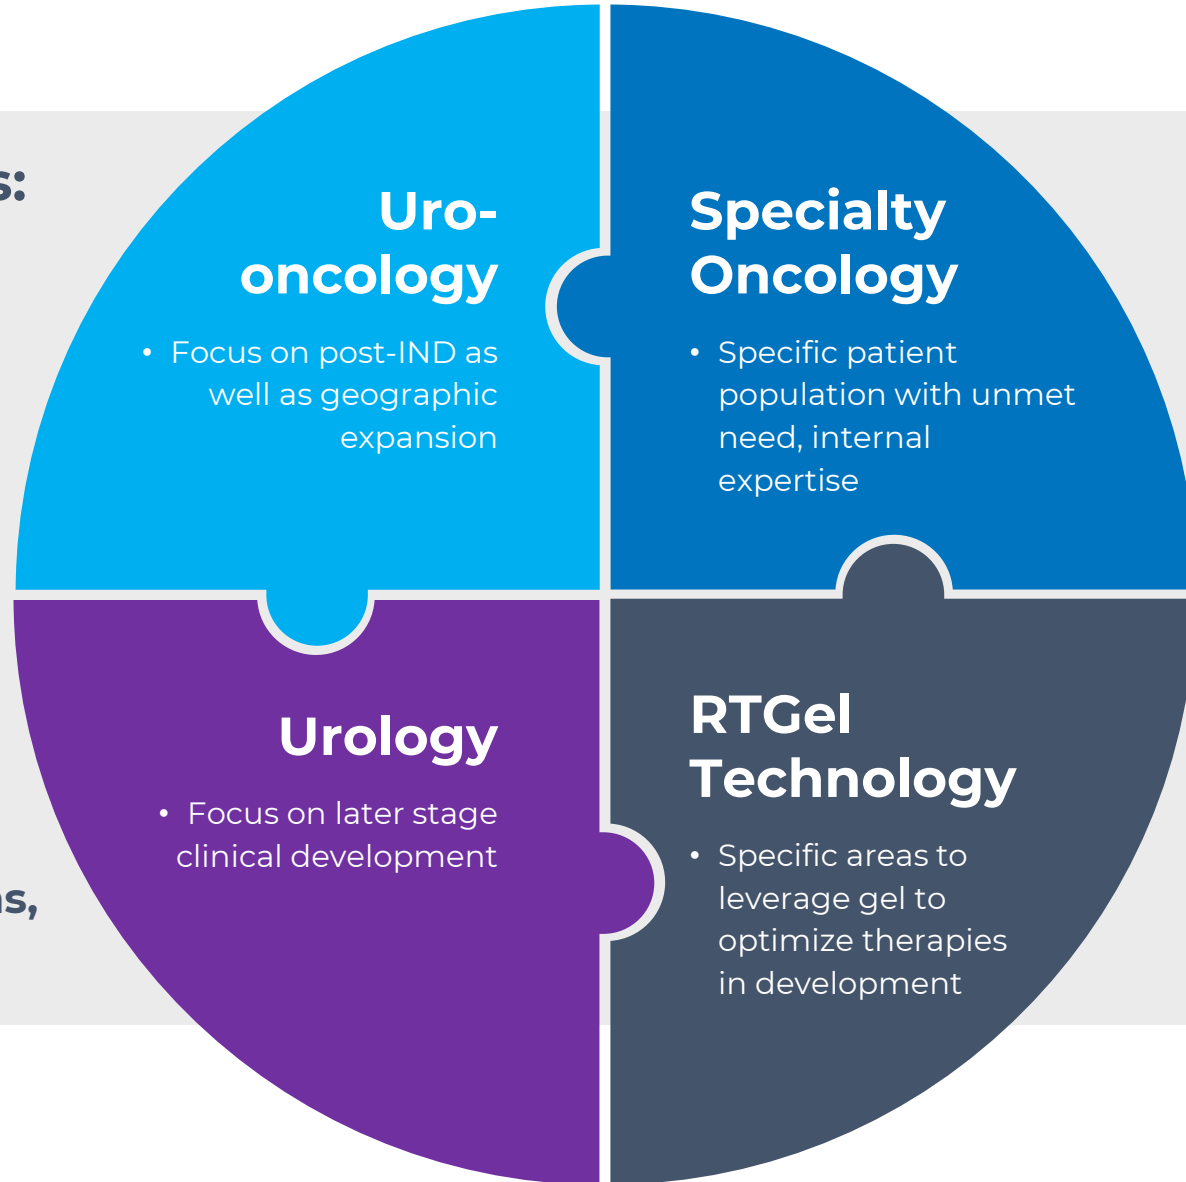 Uro-
oncology
• Focus on post-IND as
well as geographic
expansion
Specialty
Oncology
• Specific patient
population with unmet
need, internal
expertise
Urology
• Focus on later stage
clinical development
RTGel
Technology
• Specific areas to
leverage gel to
optimize therapies
in development